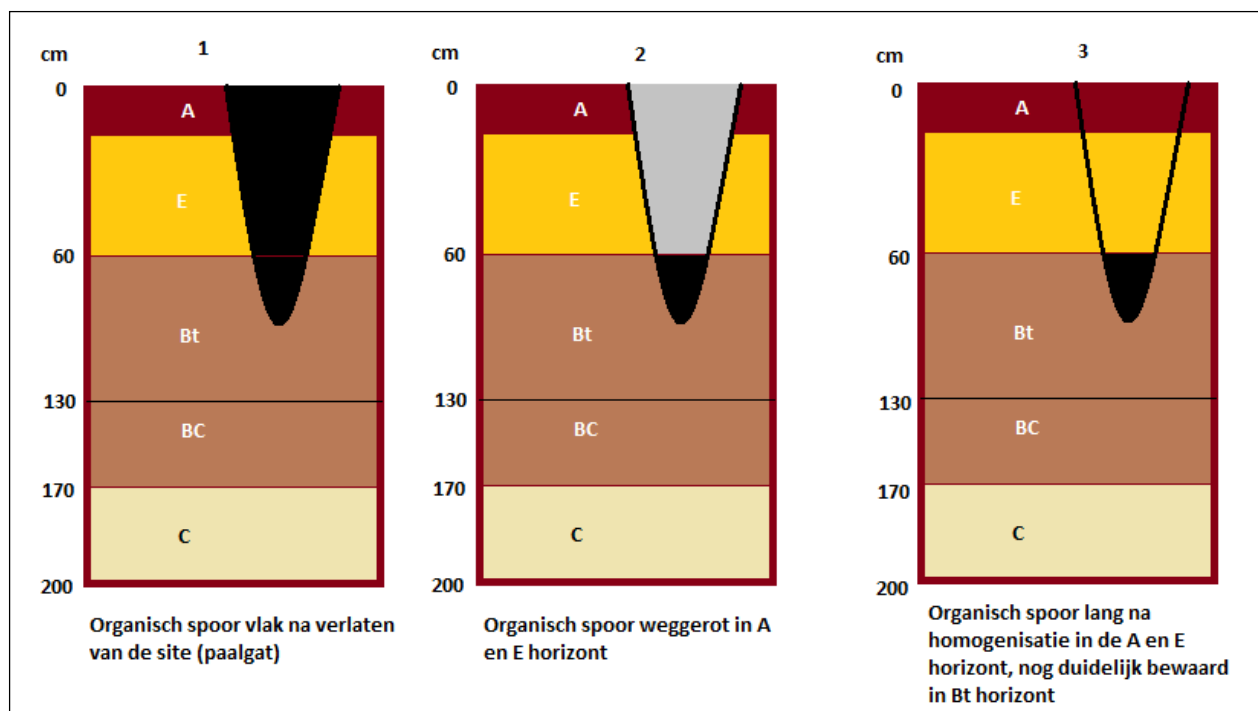 1
cm
0
A
E
60
Bt
130
BC
170
C
200
Organisch spoor vlak na verlaten
van de site (paalgat)
2
cm
0
A
E
60
Bt
130
BC
170
C
200
Organisch spoor weggerot in A
en E horizont
3
cm
0
A
E
60
Bt
130
BC
170
C
200
Organisch spoor lang na
homogenisatie in de A en E
horizont, nog duidelijk bewaard
in Bt horizont